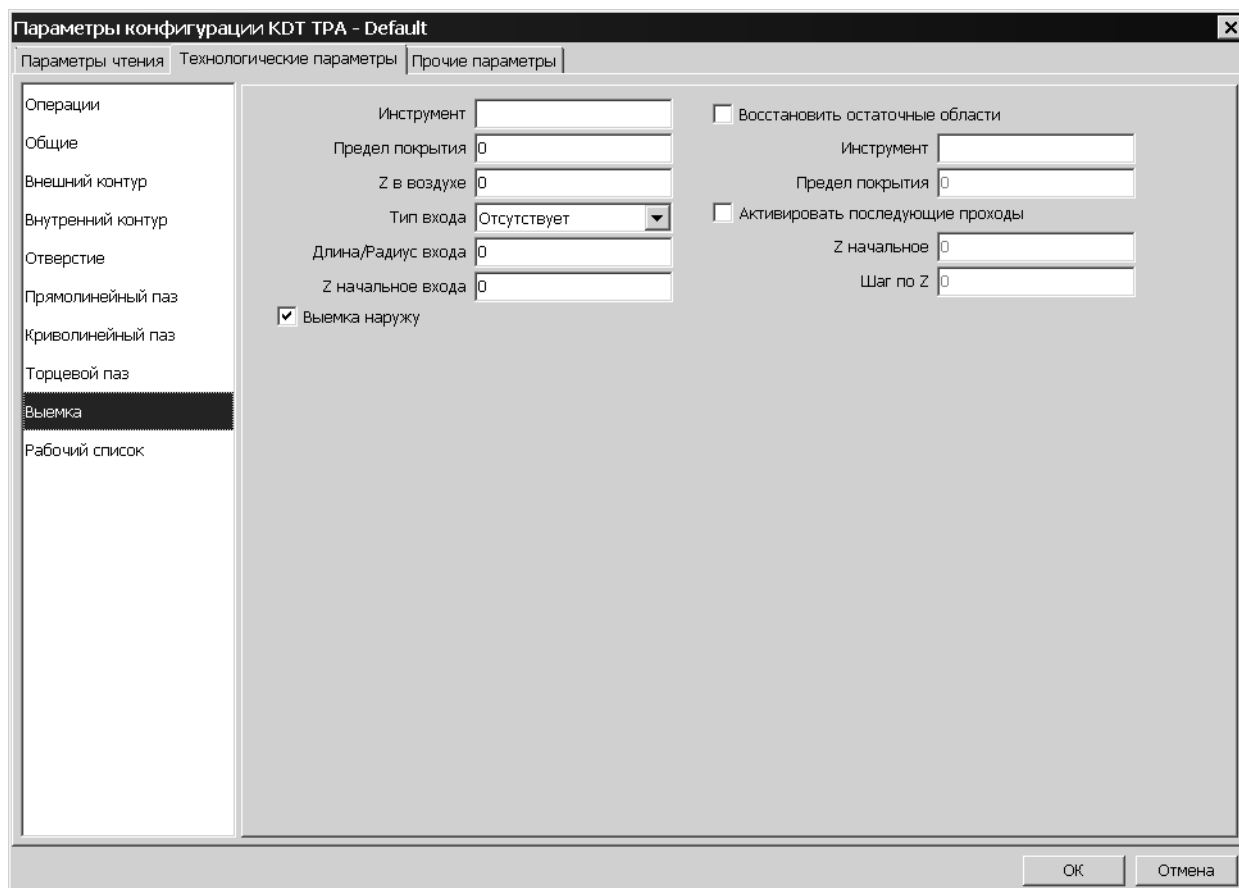 Параметры конфигурации KDT TPA - Default
Параметры чтения
Технологические параметры
Прочие параметры
Операции
Общие
Внешний контур
Внутренний контур
Отверстие
Прямолинейный паз
Криволинейный паз
Торцевой паз
Выемка
Рабочий список
Инструмент
Предел покрытия 0
Z в воздухе 0
Тип входа Отсутствует
Длина/Радиус входа 0
Z начальное входа 0
Выемка наружу
Восстановить остаточные области
Инструмент
Предел покрытия 0
Активировать последующие проходы
Z начальное 0
Шаг по Z 0
ОК
Отмена